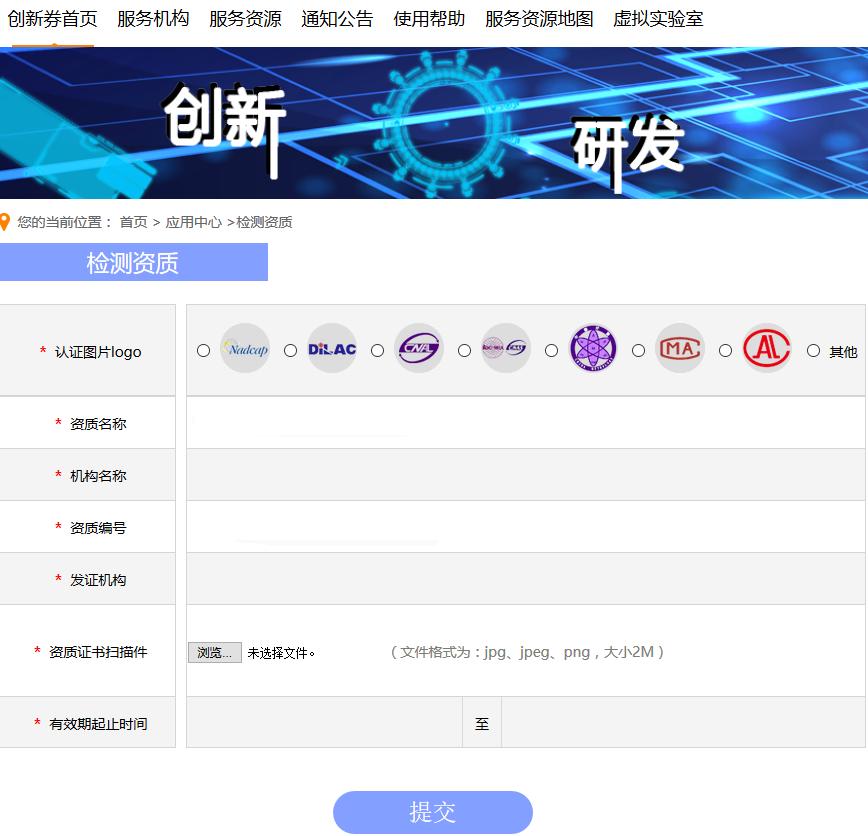 创新券首页 服务机构 服务资源 通知公告 使用帮助 服务资源地图 虚拟实验室
创新
研发
您的当前位置： 首页 > 应用中心 >检测资质
检测资质
* 认证图片logo Nadcap DiLAC CNAL CNAS MA AL 其他
* 资质名称
* 机构名称
* 资质编号
* 发证机构
* 资质证书扫描件 浏览... 未选择文件。 （文件格式为：jpg、jpeg、png，大小2M ）
* 有效期起止时间 至
提交